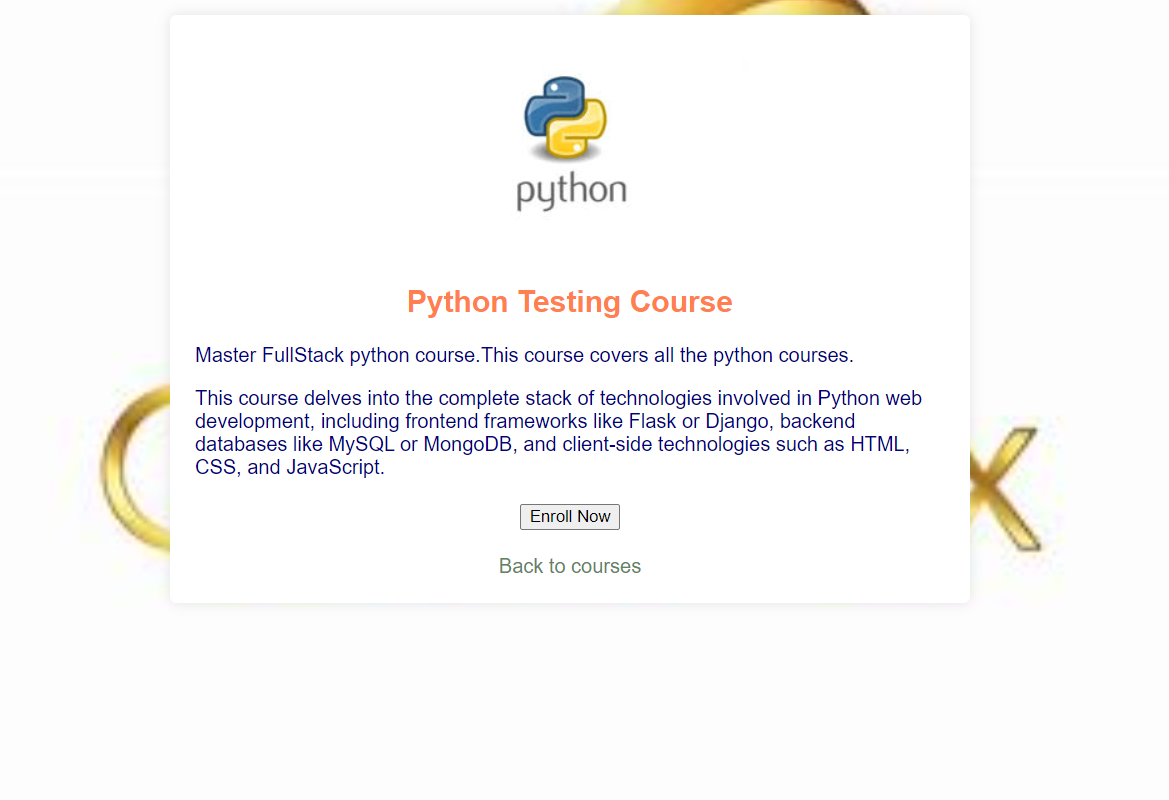 python
Python Testing Course
Master FullStack python course.This course covers all the python courses.
This course delves into the complete stack of technologies involved in Python web
development, including frontend frameworks like Flask or Django, backend
databases like MySQL or MongoDB, and client-side technologies such as HTML,
CSS, and JavaScript.
Enroll Now
Back to courses